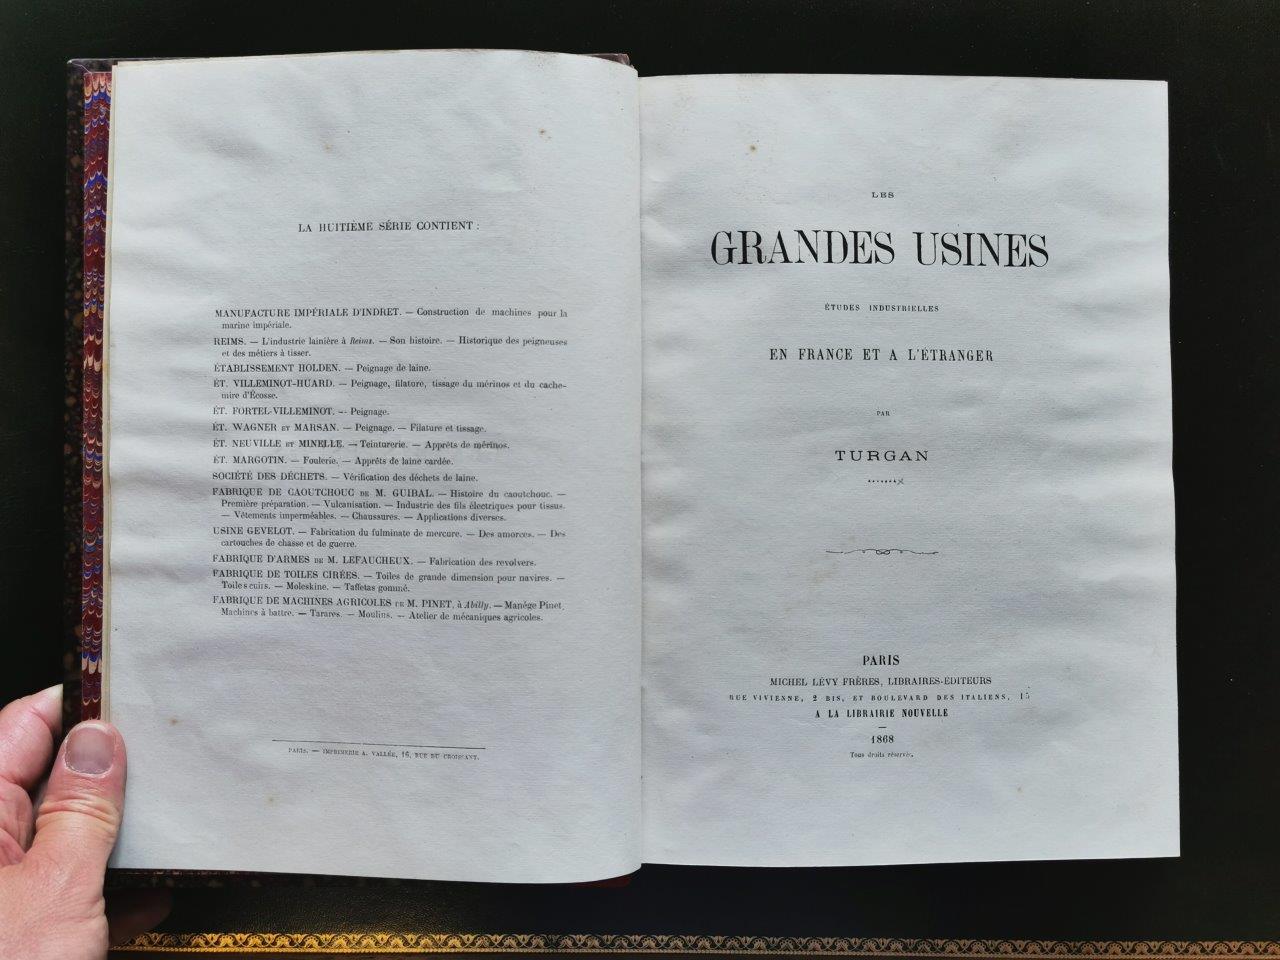 LA HUITIÈME SÉRIE CONTIENT :
MANUFACTURE IMPÉRIALE D'INDRET. — Construction de machines pour la
marine impériale.
REIMS. — L'industrie lainière à Reims. — Son histoire. — Historique des peigneuses
et des métiers à tisser.
ÉTABLISSEMENT HOLDEN. — Peignage de laine.
ÉT. VILLEMINOT-HUARD. — Peignage, filature, tissage du mérinos et du cache-
mire d'Écosse.
ÉT. FORTEL-VILLEMINOT. — Peignage.
ÉT. WAGNER ET MARSAN. — Peignage. — Filature et tissage.
ÉT. NEUVILLE ET MINELLE. — Teinturerie. — Apprêts de mérinos.
ÉT. MARGOTIN. — Foulerie. — Apprêts de laine cardée.
SOCIÉTÉ DES DÉCHETS. — Vérification des déchets de laine.
FABRIQUE DE CAOUTCHOUC DE M. GUIBAL. — Histoire du caoutchouc. —
Première préparation. — Vulcanisation. — Industrie des fils électriques pour tissus.
— Vêtements imperméables. — Chaussures. — Applications diverses.
USINE GEVELOT. — Fabrication du fulminate de mercure. — Des amorces. — Des
cartouches de chasse et de guerre.
FABRIQUE D'ARMES DE M. LEFAUCHEUX. — Fabrication des revolvers.
FABRIQUE DE TOILES CIRÉES. — Toiles de grande dimension pour navires. —
Toiles cuirs. — Moleskine. — Taffetas gommé.
FABRIQUE DE MACHINES AGRICOLES DE M. PINET, à Abilly. — Manége Pinet.
Machines à battre. — Tarares. — Moulins. — Atelier de mécaniques agricoles.
PARIS. — IMPRIMERIE A. VALLÉE, 16, RUE DU CROISSANT.
LES
GRANDES USINES
ÉTUDES INDUSTRIELLES
EN FRANCE ET A L'ÉTRANGER
PAR
TURGAN
PARIS
MICHEL LÉVY FRÈRES, LIBRAIRES-ÉDITEURS
RUE VIVIENNE, 2 BIS, ET BOULEVARD DES ITALIENS, 15
A LA LIBRAIRIE NOUVELLE
—
1868
Tous droits réservés.